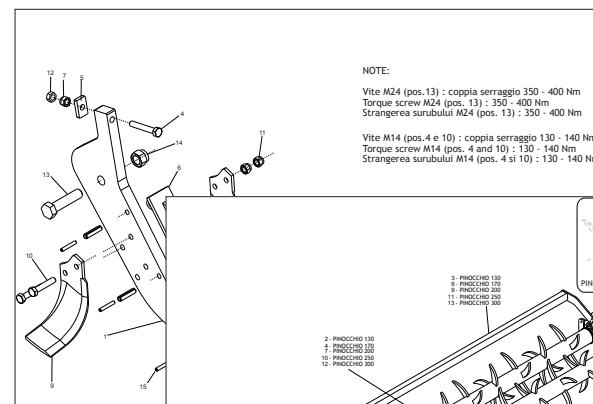 NOTE:
Vite M24 (pos.13) : coppia serraggio 350 - 400 Nm
Torque screw M24 (pos. 13) : 350 - 400 Nm
Strangerea surubului M24 (pos. 13) : 350 - 400 Nm
Vite M14 (pos.4 e 10) : coppia serraggio 130 - 140 Nm
Torque screw M14 (pos. 4 and 10) : 130 - 140 Nm
Strangerea surubului M14 (pos. 4 si 10) : 130 - 140 Nm
12
7
5
4
14
11
6
13
10
1
9
15
3 - PINOCCHIO 130
6 - PINOCCHIO 170
9 - PINOCCHIO 200
11 - PINOCCHIO 250
13 - PINOCCHIO 300
2 - PINOCCHIO 130
4 - PINOCCHIO 170
7 - PINOCCHIO 200
10 - PINOCCHIO 250
12 - PINOCCHIO 300
PIN